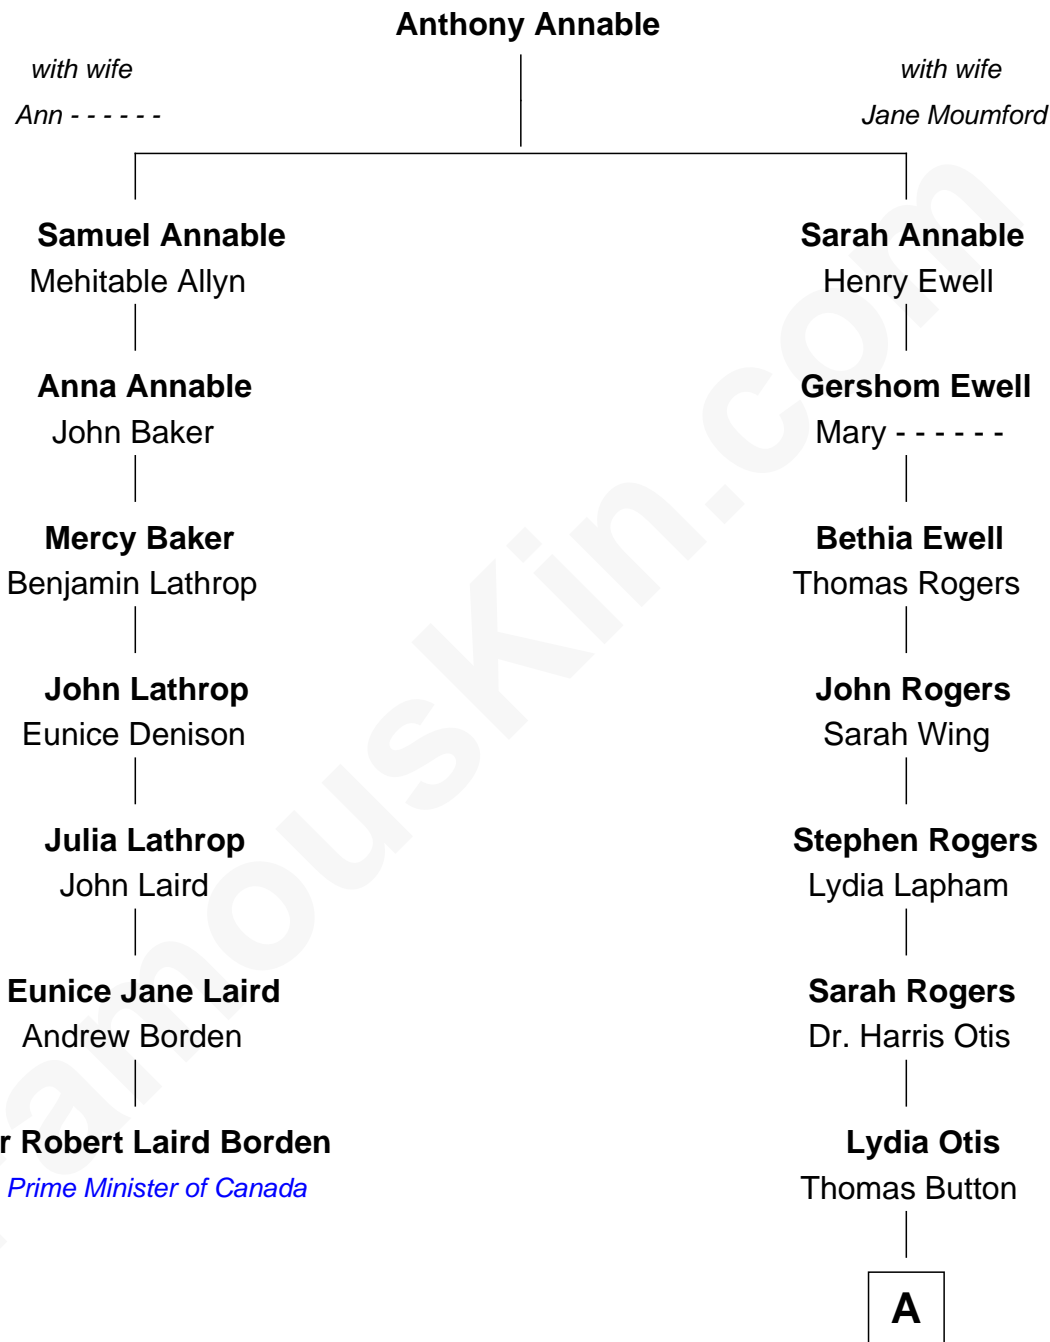 Anthony Annable
with wife
Ann - - - - - -
with wife
Jane Moumford
Samuel Annable
Mehitable Allyn
Sarah Annable
Henry Ewell
Anna Annable
John Baker
Gershom Ewell
Mary - - - - - -
Mercy Baker
Benjamin Lathrop
Bethia Ewell
Thomas Rogers
John Lathrop
Eunice Denison
John Rogers
Sarah Wing
Julia Lathrop
John Laird
Stephen Rogers
Lydia Lapham
Eunice Jane Laird
Andrew Borden
Sarah Rogers
Dr. Harris Otis
r Robert Laird Borden
Prime Minister of Canada
Lydia Otis
Thomas Button
A
FamousKin.com